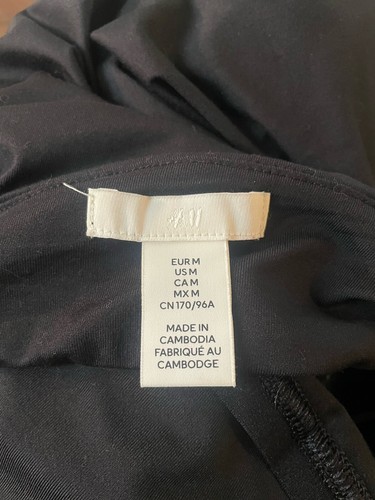 H&M
EUR M
US M
CA M
MX M
CN 170/96A
MADE IN
CAMBODIA
FABRIQUÉ AU
CAMBODGE